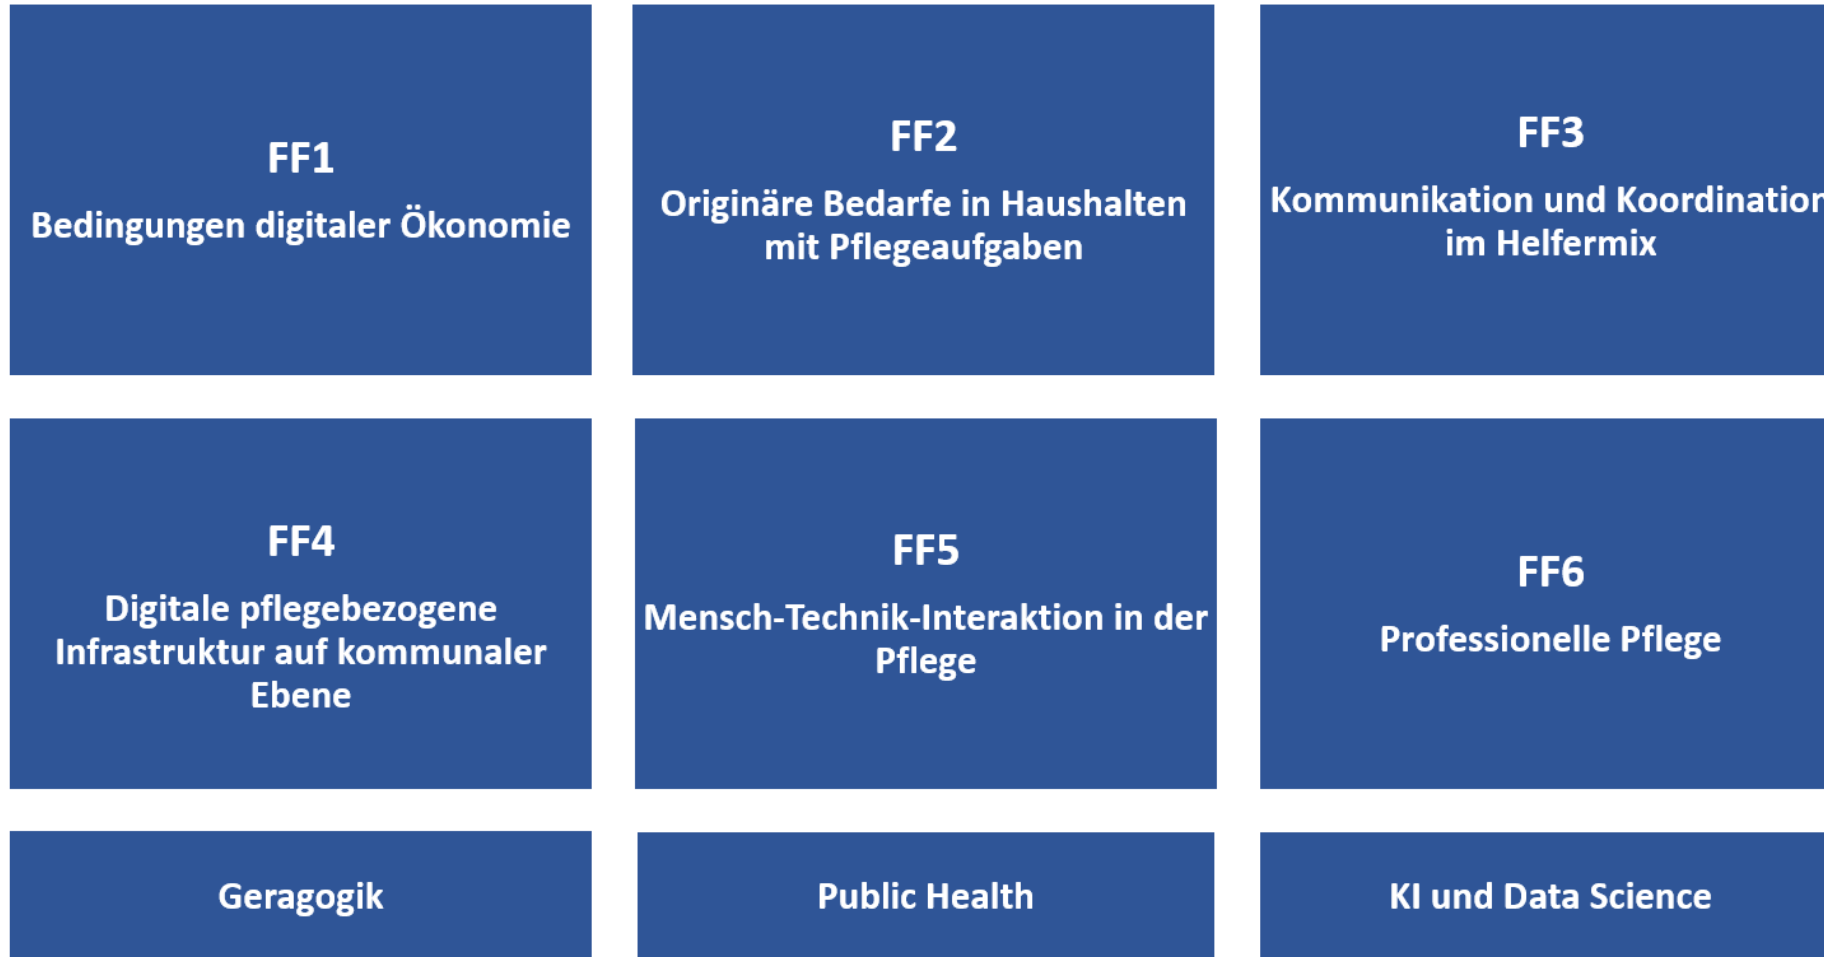 FF1
Bedingungen digitaler Ökonomie
FF2
Originäre Bedarfe in Haushalten
mit Pflegeaufgaben
FF3
Kommunikation und Koordination
im Helfermix
FF4
Digitale pflegebezogene
Infrastruktur auf kommunaler
Ebene
FF5
Mensch-Technik-Interaktion in der
Pflege
FF6
Professionelle Pflege
Geragogik
Public Health
KI und Data Science